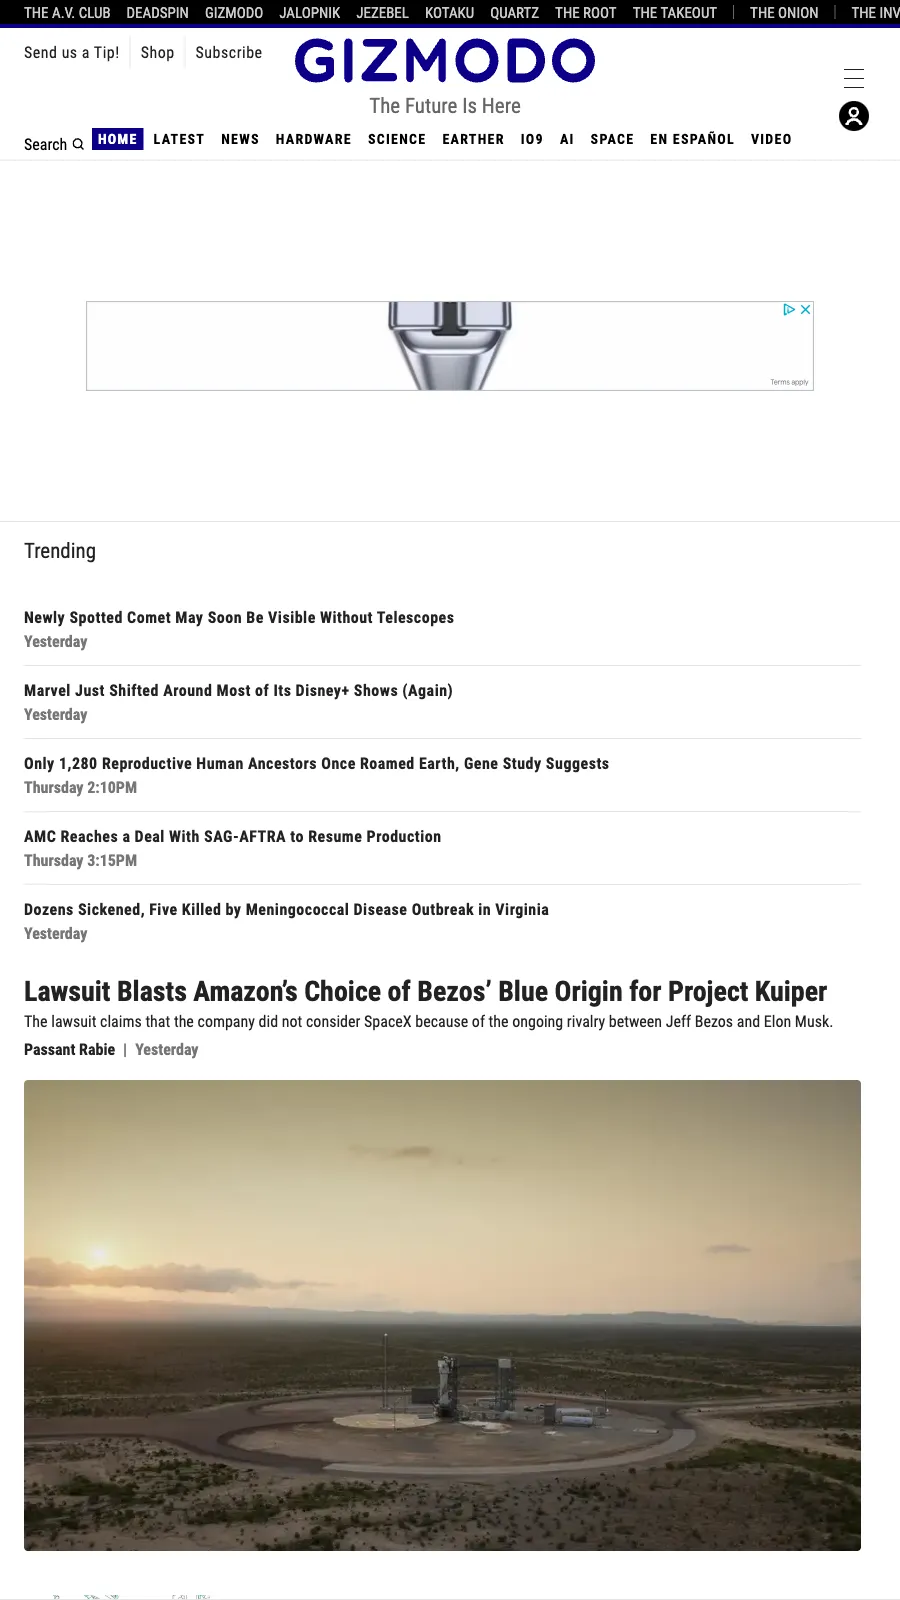 THE A.V. CLUB DEADSPIN GIZMODO JALOPNIK JEZEBEL KOTAKU QUARTZ THE ROOT THE TAKEOUT THE ONION THE INV
Send us a Tip! Shop Subscribe
GIZMODO
The Future Is Here
Search HOME LATEST NEWS HARDWARE SCIENCE EARTHER IO9 AI SPACE EN ESPAÑOL VIDEO
Terms apply
Trending
Newly Spotted Comet May Soon Be Visible Without Telescopes
Yesterday
Marvel Just Shifted Around Most of Its Disney+ Shows (Again)
Yesterday
Only 1,280 Reproductive Human Ancestors Once Roamed Earth, Gene Study Suggests
Thursday 2:10PM
AMC Reaches a Deal With SAG-AFTRA to Resume Production
Thursday 3:15PM
Dozens Sickened, Five Killed by Meningococcal Disease Outbreak in Virginia
Yesterday
Lawsuit Blasts Amazon’s Choice of Bezos’ Blue Origin for Project Kuiper
The lawsuit claims that the company did not consider SpaceX because of the ongoing rivalry between Jeff Bezos and Elon Musk.
Passant Rabie | Yesterday